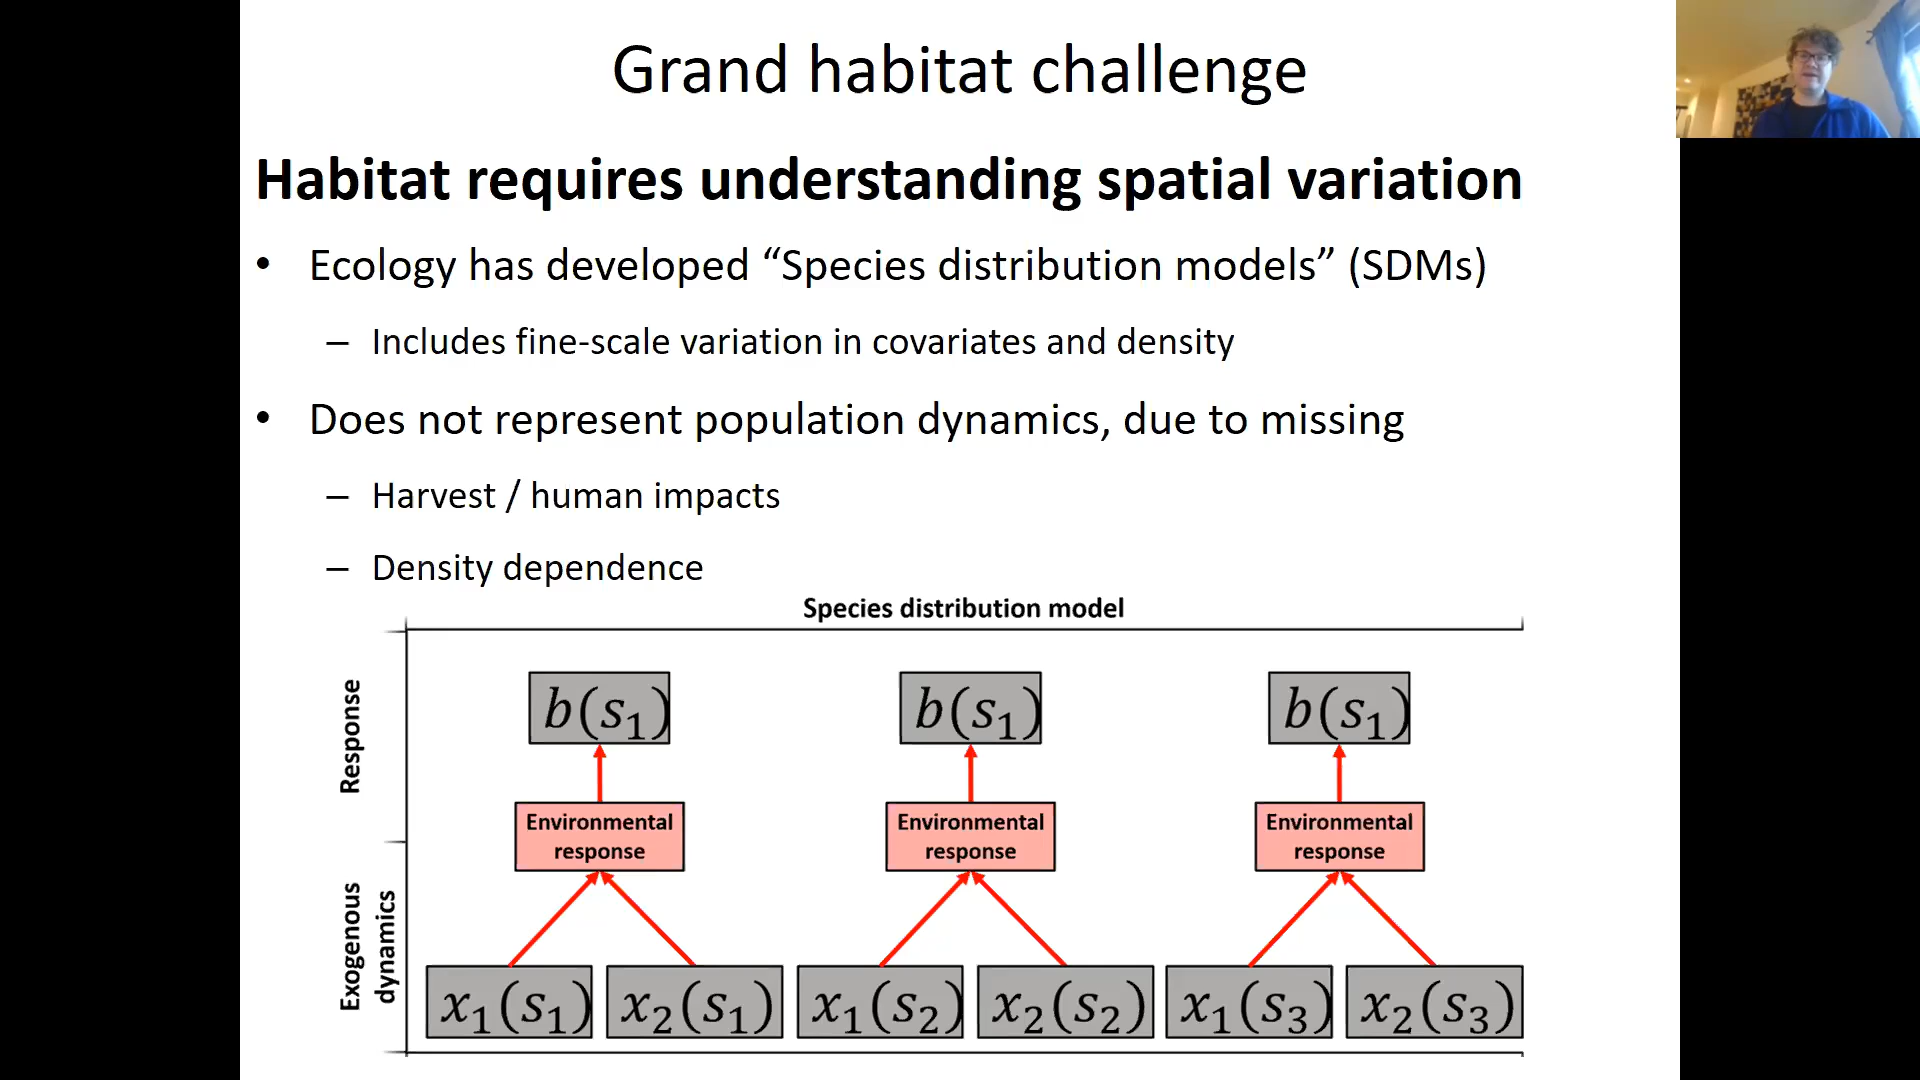 Grand habitat challenge
Habitat requires understanding spatial variation
• Ecology has developed “Species distribution models” (SDMs)
– Includes fine-scale variation in covariates and density
• Does not represent population dynamics, due to missing
– Harvest / human impacts
– Density dependence
Species distribution model
Response
b(s₁) b(s₁) b(s₁)
Environmental response Environmental response Environmental response
Exogenous dynamics
x₁(s₁) x₂(s₁) x₁(s₂) x₂(s₂) x₁(s₃) x₂(s₃)